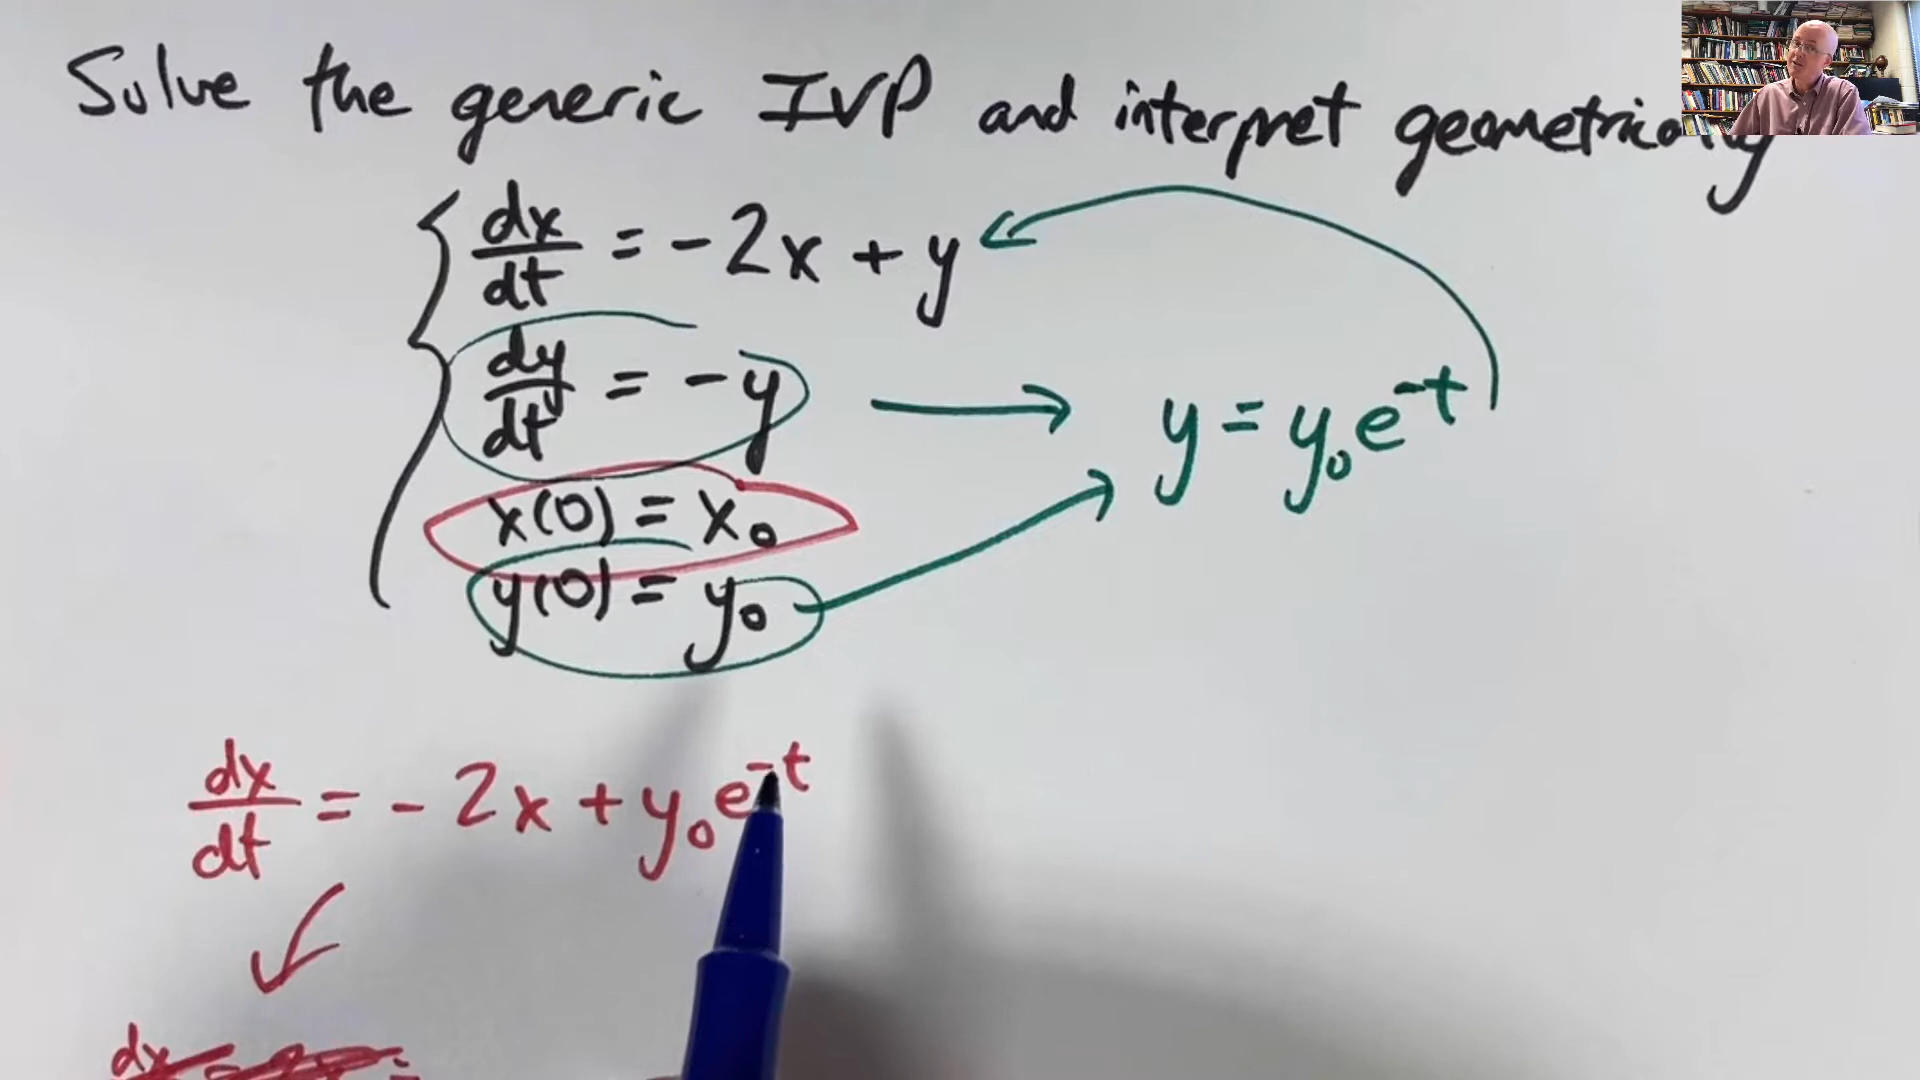 Solve the generic IVP and interpret geometrically
dx/dt = -2x + y
dy/dt = -y
y = y₀e^-t
x(0) = x₀
y(0) = y₀
dx/dt = -2x + y₀e^-t